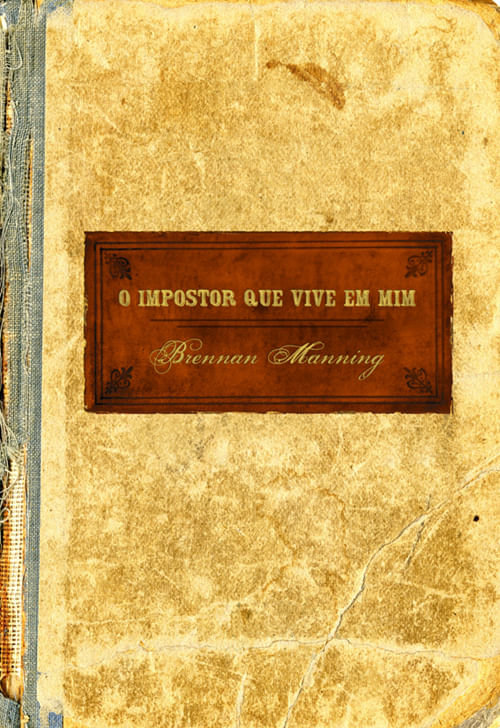 O IMPOSTOR QUE VIVE EM MIM
Brennan Manning